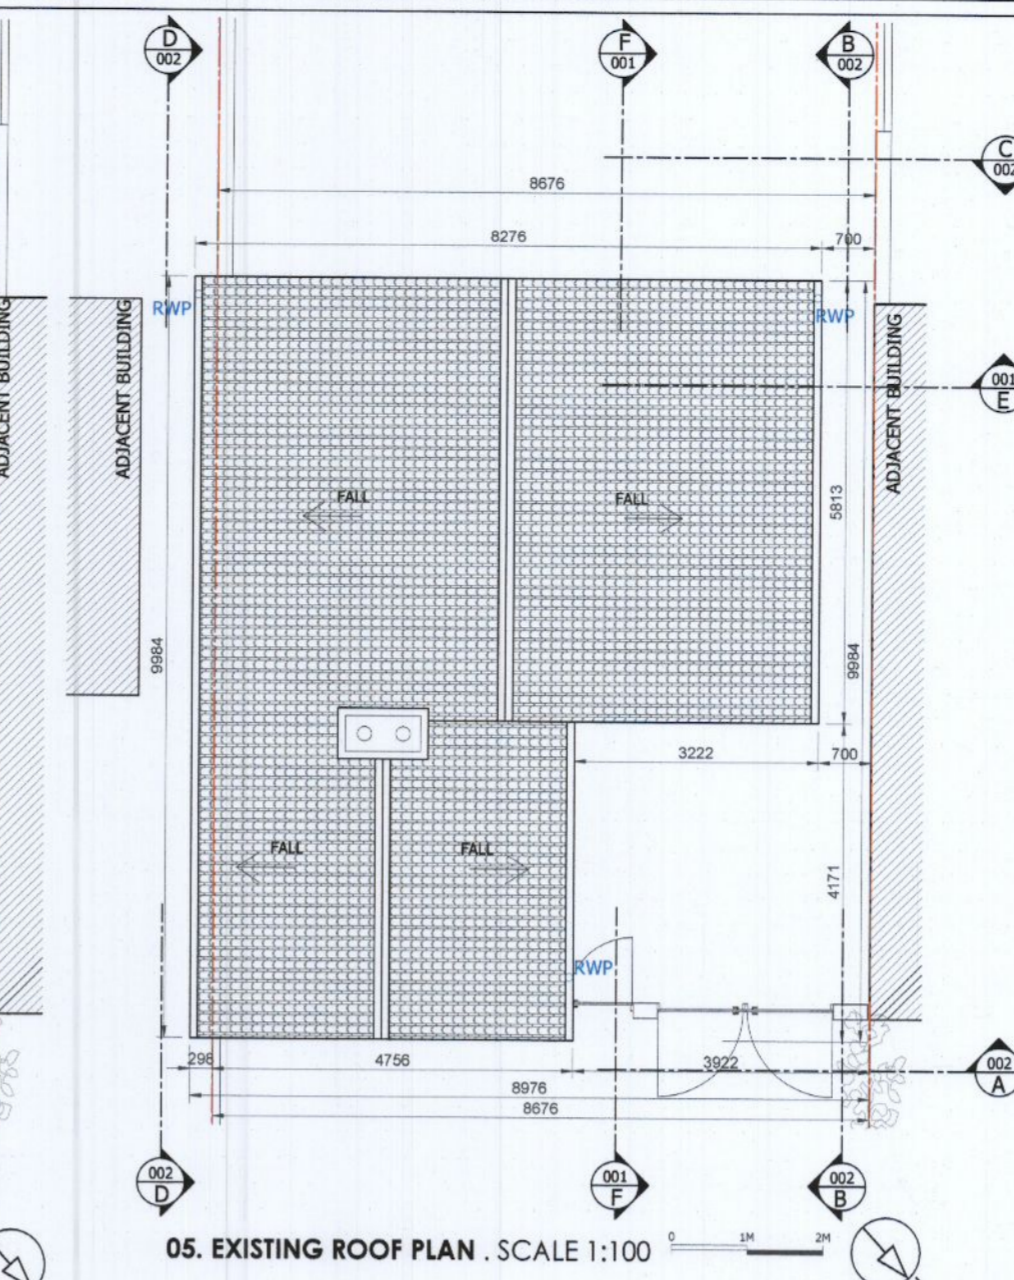 D
002
F
001
B
002
C
002
8676
8276
700
RWP
RWP
ADJACENT BUILDING
ADJACENT BUILDING
ADJACENT BUILDING
001
E
FALL
FALL
5813
9984
9984
3222
700
FALL
FALL
4171
RWP
298
4756
3922
002
A
8976
8676
002
D
001
F
002
B
05. EXISTING ROOF PLAN . SCALE 1:100
0 1M 2M